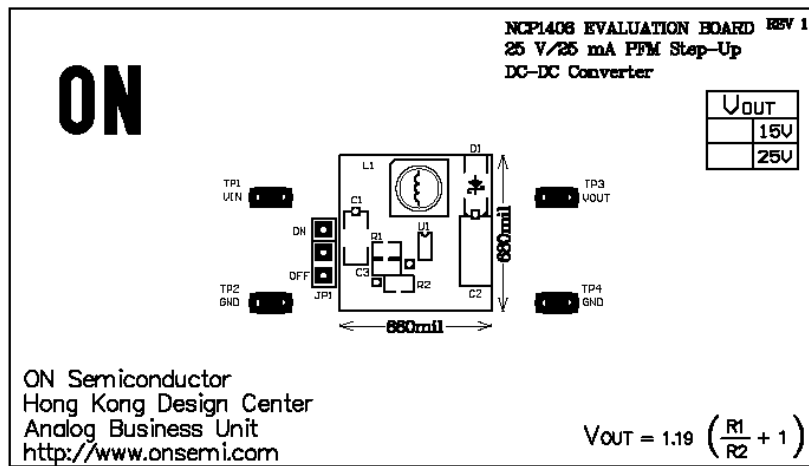 NCP1406 EVALUATION BOARD REV 1
25 V/25 mA PFM Step-Up
DC-DC Converter
ON
VOUT
15V
25V
D1
L1
TP1
VIN
TP3
VOUT
C1
ON
R1
U1
680mil
C3
OFF
R2
TP2
GND
JP1
C2
TP4
GND
680mil
ON Semiconductor
Hong Kong Design Center
Analog Business Unit
http://www.onsemi.com
VOUT = 1.19 (R1/R2 + 1)